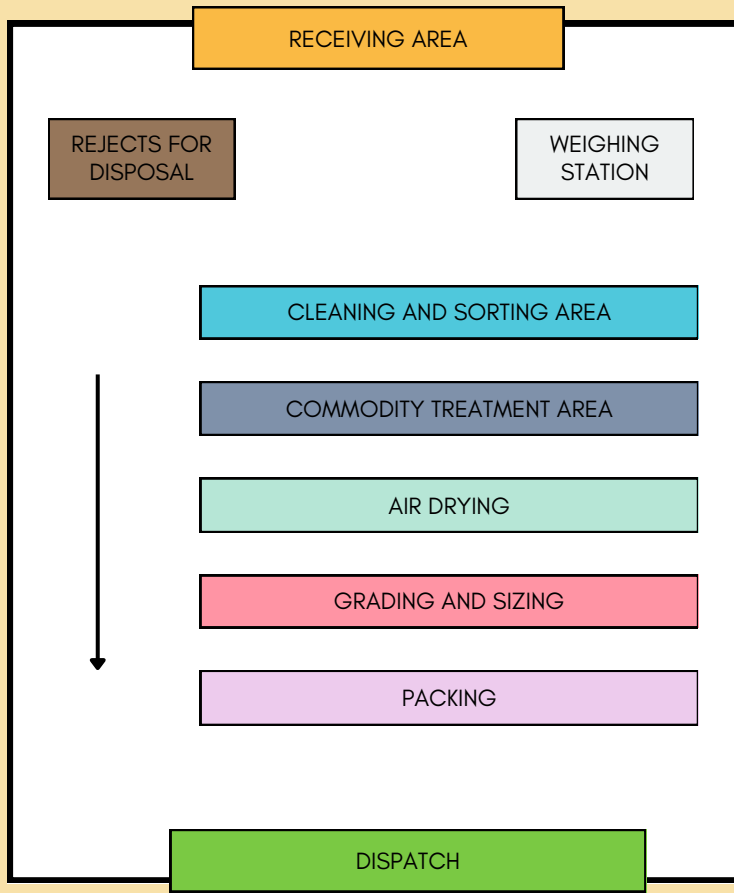 RECEIVING AREA
REJECTS FOR
DISPOSAL
WEIGHING
STATION
CLEANING AND SORTING AREA
COMMODITY TREATMENT AREA
AIR DRYING
GRADING AND SIZING
PACKING
DISPATCH